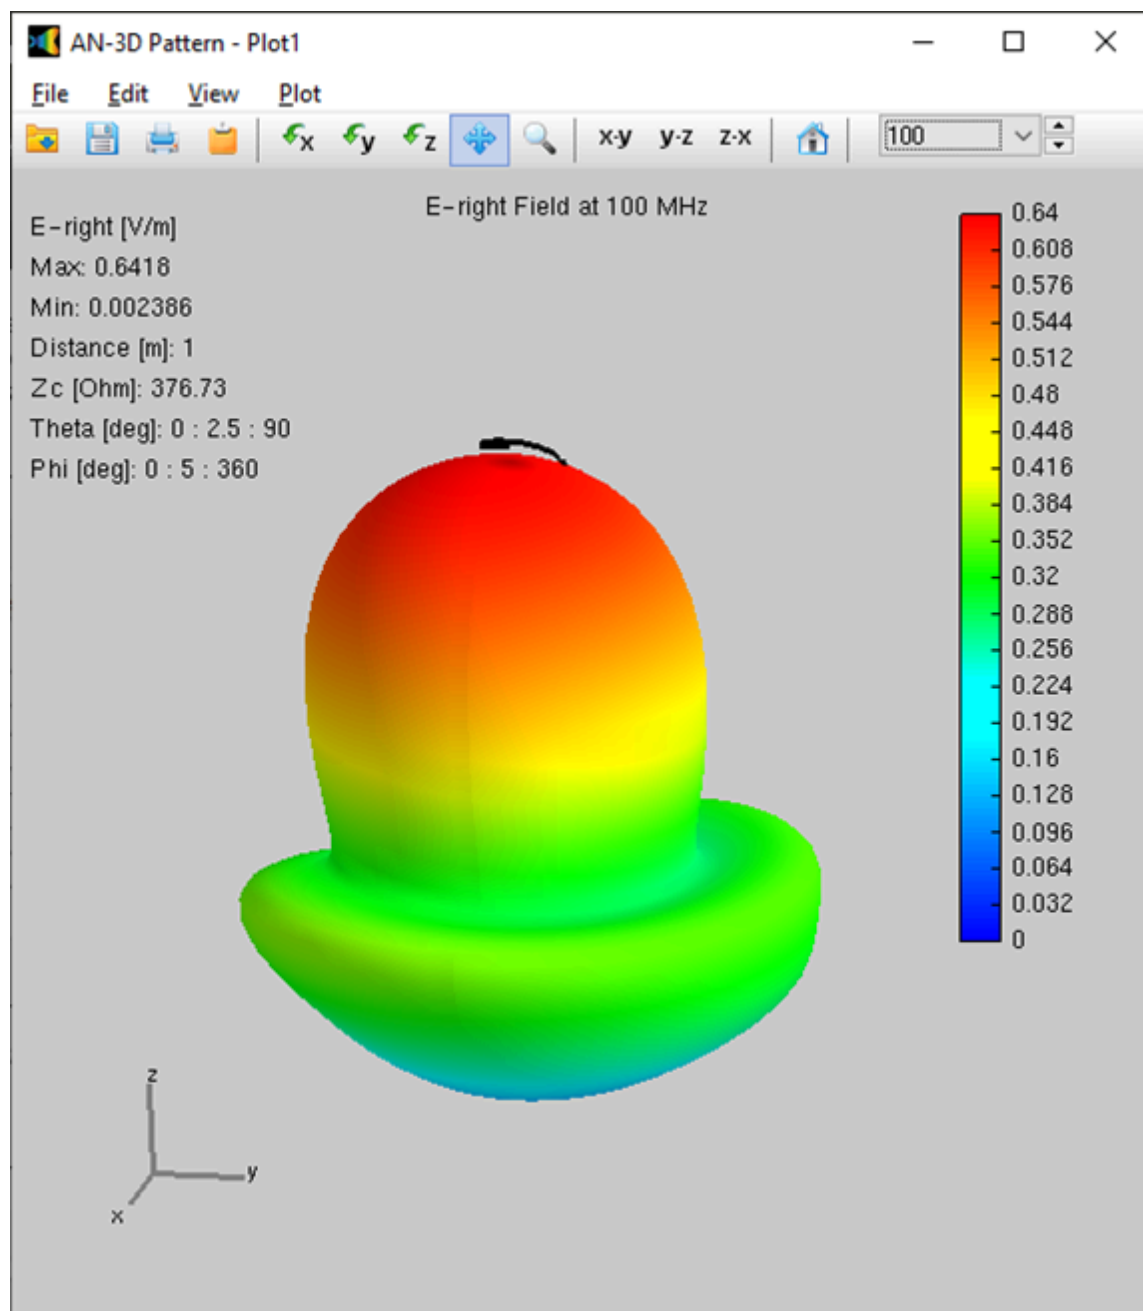 AN-3D Pattern - Plot1
File Edit View Plot
x y z x-y y-z z-x 100
E-right Field at 100 MHz
E-right [V/m]
Max: 0.6418
Min: 0.002386
Distance [m]: 1
Zc [Ohm]: 376.73
Theta [deg]: 0 : 2.5 : 90
Phi [deg]: 0 : 5 : 360
0.64
0.608
0.576
0.544
0.512
0.48
0.448
0.416
0.384
0.352
0.32
0.288
0.256
0.224
0.192
0.16
0.128
0.096
0.064
0.032
0
z
y
x